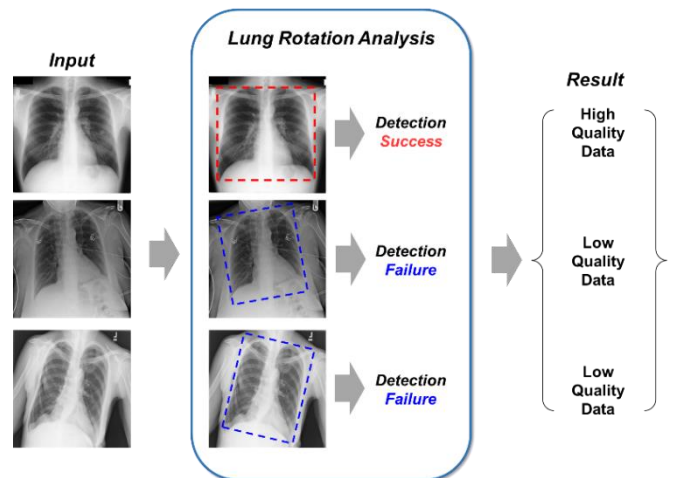 Lung Rotation Analysis
Input
Result
Detection
Success
High
Quality
Data
Detection
Failure
Low
Quality
Data
Detection
Failure
Low
Quality
Data